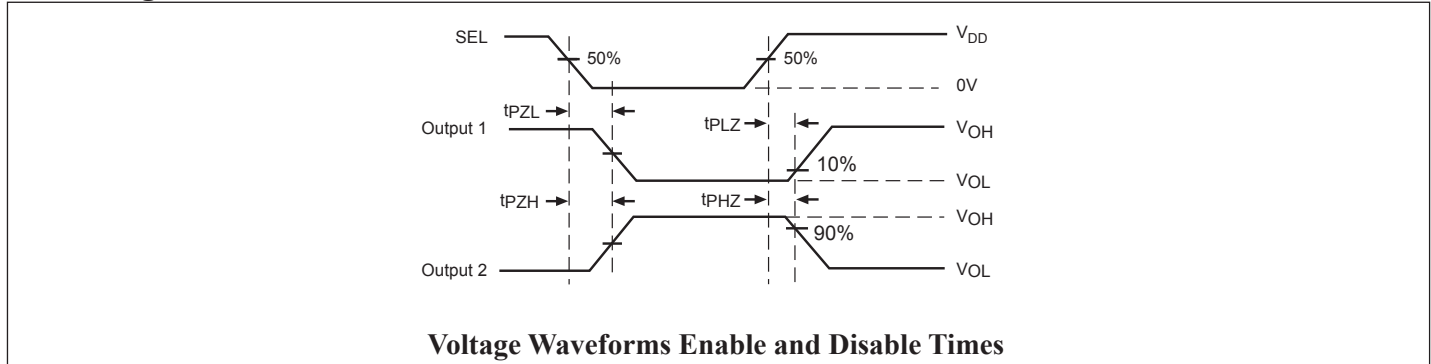 SEL
50%
50%
VDD
0V
tPZL
tPLZ
Output 1
VOH
10%
VOL
tPZH
tPHZ
VOH
90%
Output 2
VOL
Voltage Waveforms Enable and Disable Times